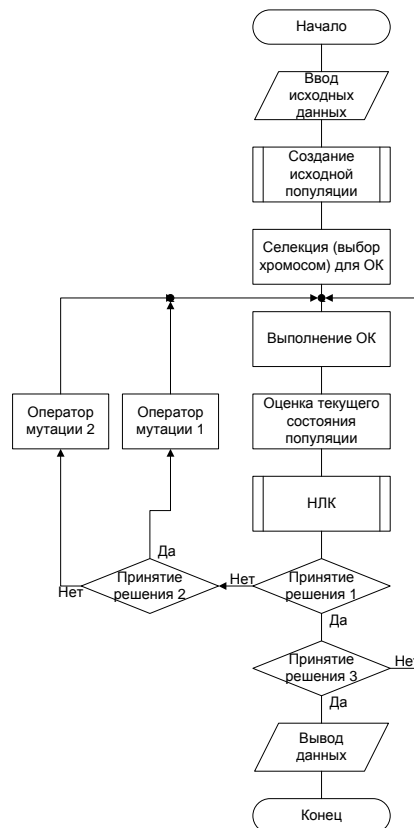 Начало
Ввод
исходных
данных
Создание
исходной
популяции
Селекция (выбор
хромосом) для ОК
Выполнение ОК
Оператор
мутации 2
Оператор
мутации 1
Оценка текущего
состояния
популяции
НЛК
Да
Нет
Принятие
решения 2
Нет
Принятие
решения 1
Да
Принятие
решения 3
Нет
Да
Вывод
данных
Конец